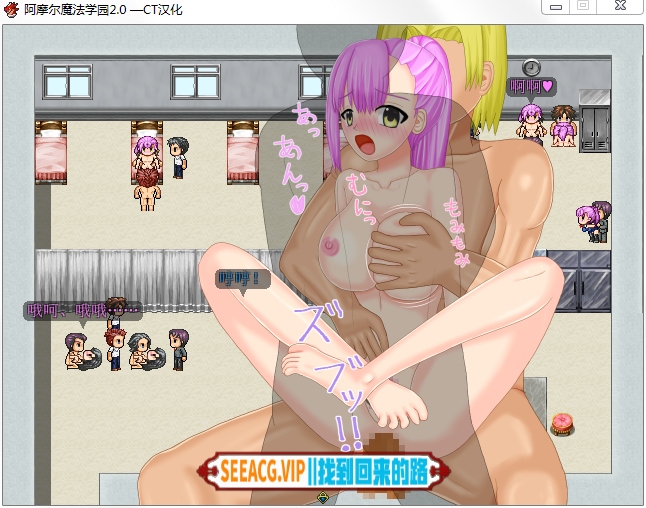 阿摩尔魔法学园2.0 —CT汉化
啊啊♥
あっ
あんっ♥
むにっ
もみもみ
哼哼！
哦呵、哦哦……
ズブッ!!
SEEACG.VIP||找到回来的路